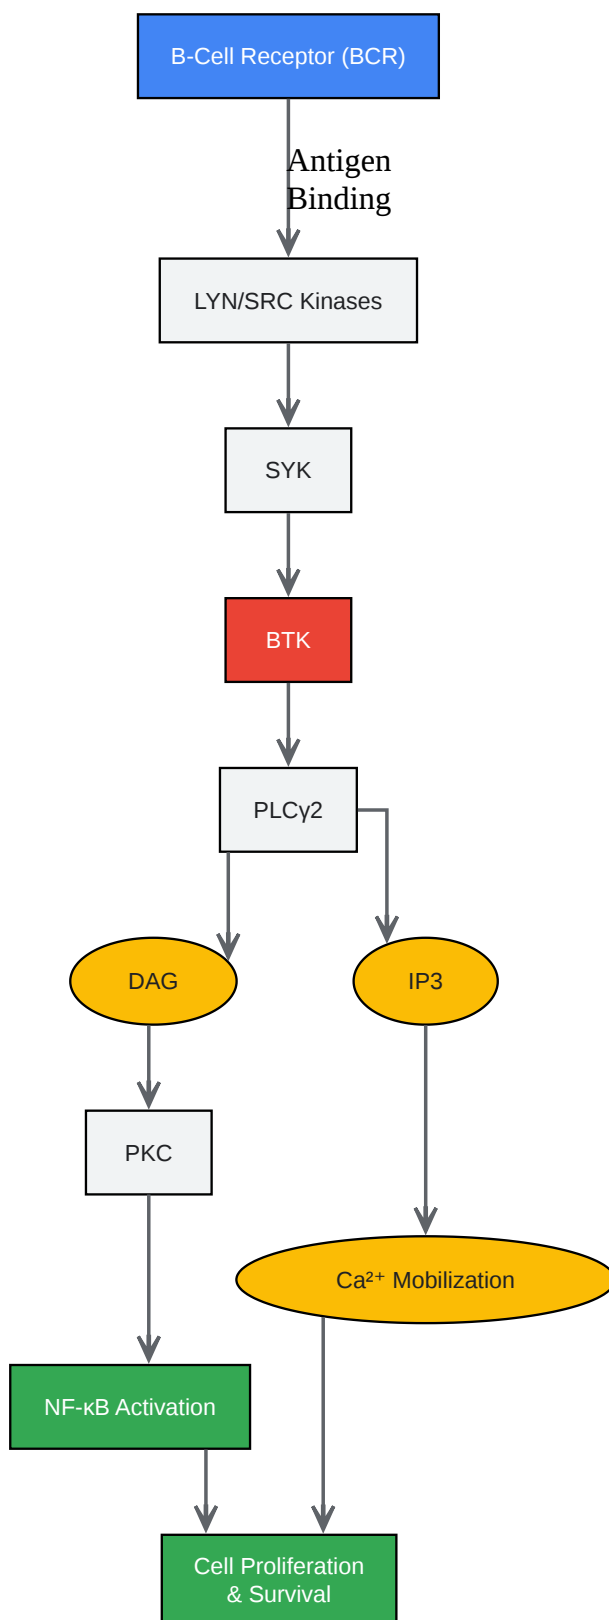 B-Cell Receptor (BCR)
Antigen
Binding
LYN/SRC Kinases
SYK
BTK
PLCγ2
DAG
IP3
PKC
Ca²⁺ Mobilization
NF-κB Activation
Cell Proliferation
& Survival